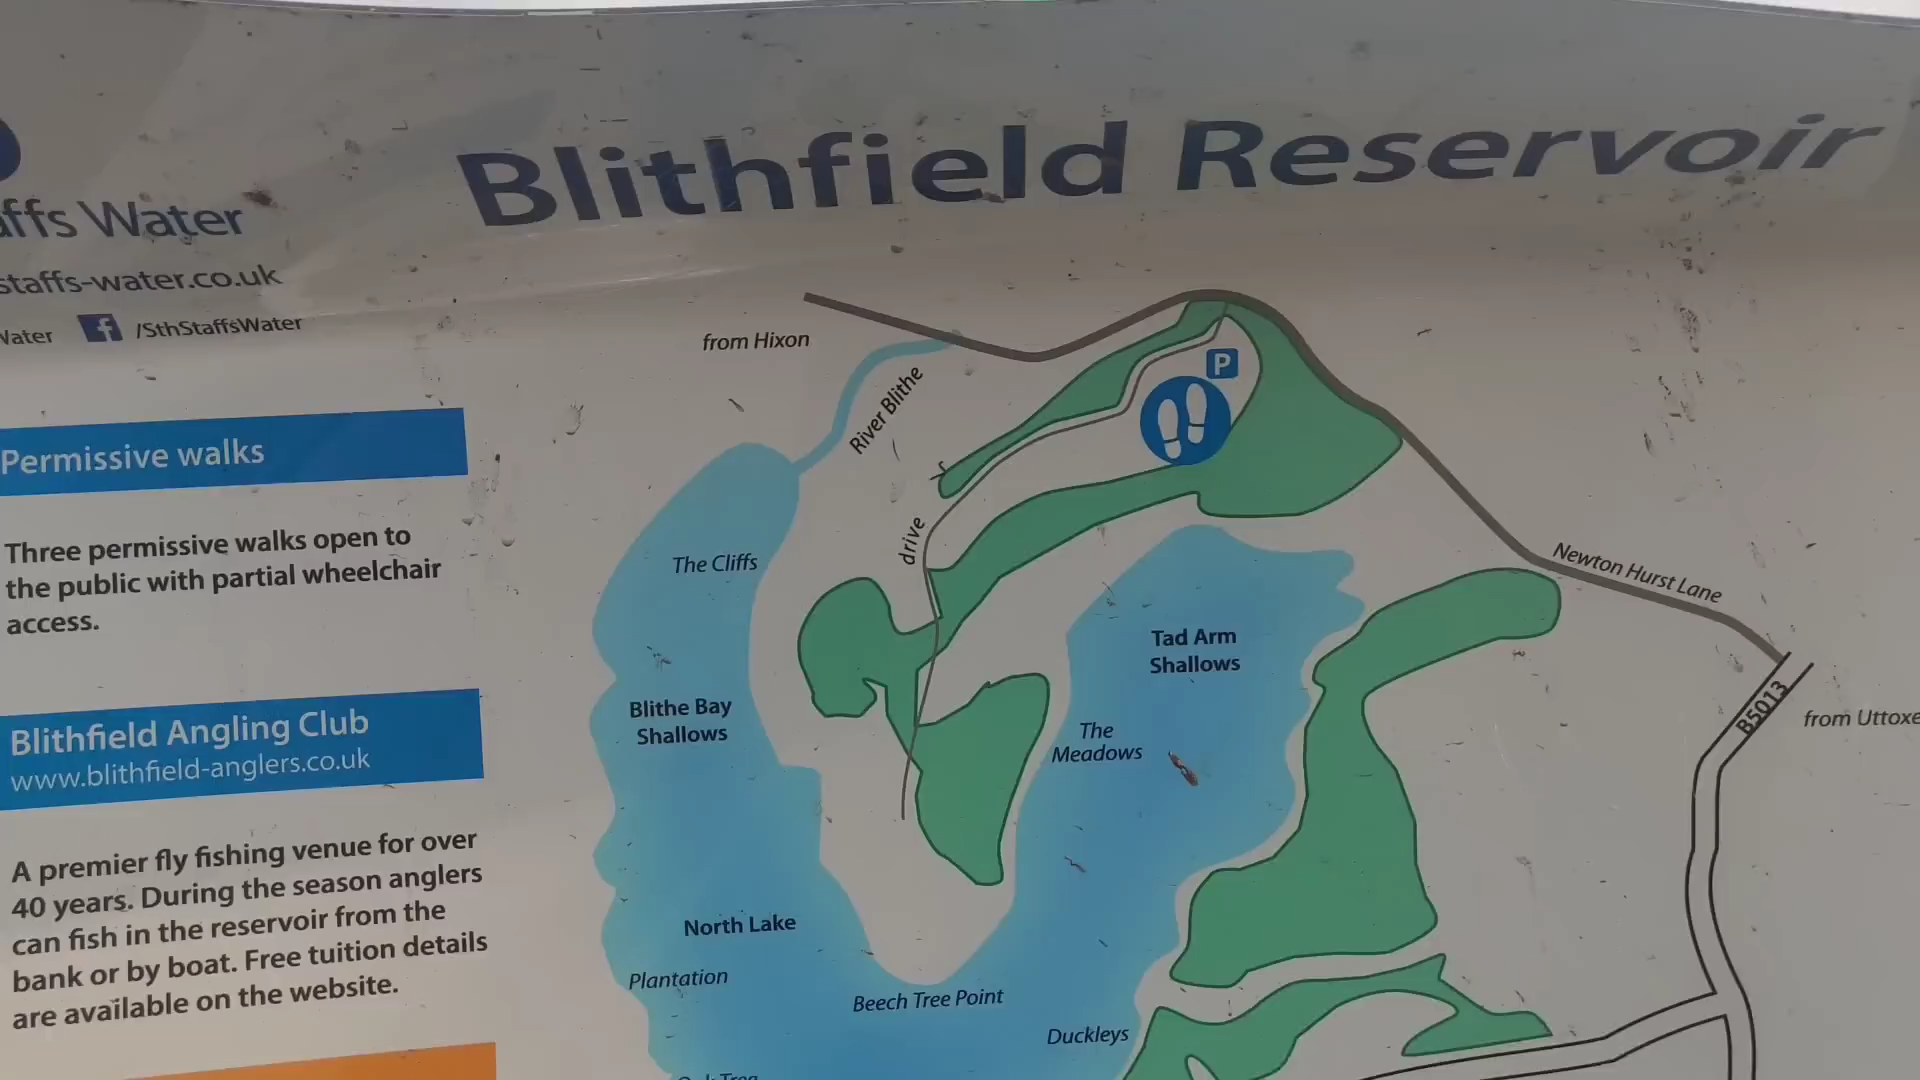 Blithfield Reservoir
Water
staffs-water.co.uk
Water
/SthStaffsWater
Permissive walks
Three permissive walks open to
the public with partial wheelchair
access.
Blithfield Angling Club
www.blithfield-anglers.co.uk
A premier fly fishing venue for over
40 years. During the season anglers
can fish in the reservoir from the
bank or by boat. Free tuition details
are available on the website.
from Hixon
River Blithe
P
drive
The Cliffs
Newton Hurst Lane
Tad Arm
Shallows
B5013
from
Blithe Bay
Shallows
The
Meadows
North Lake
Plantation
Beech Tree Point
Duckleys